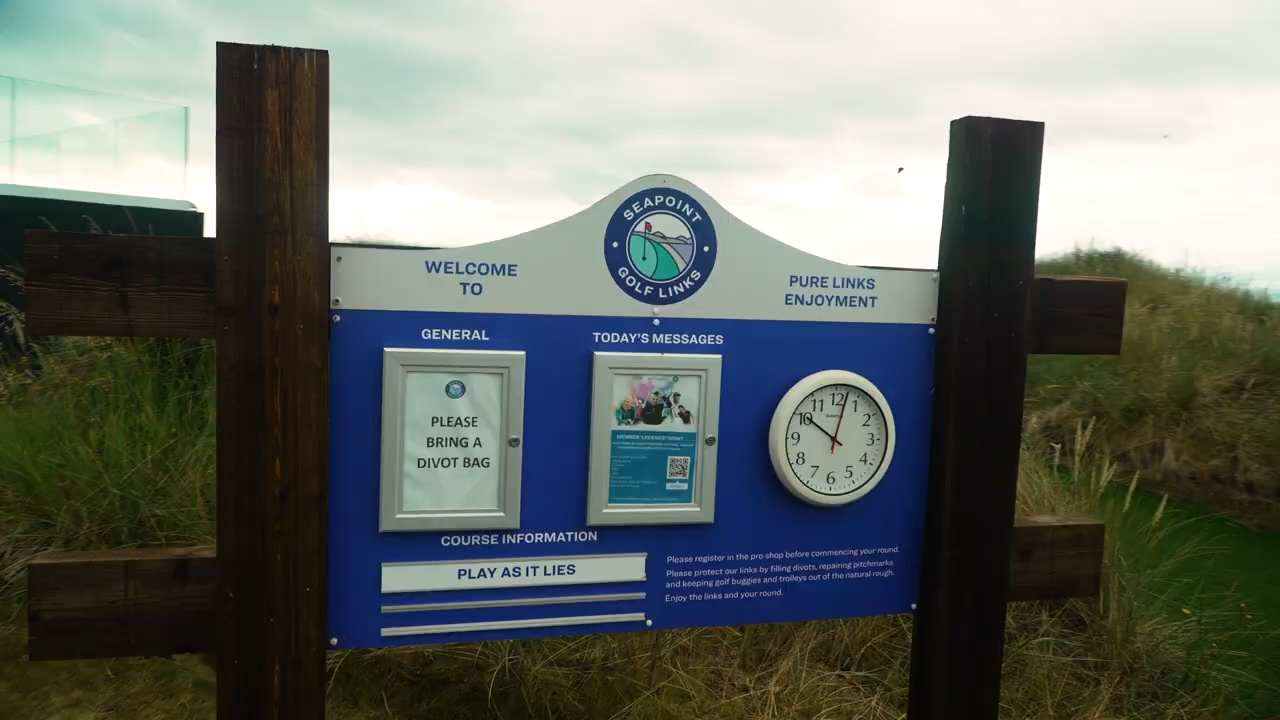 SEAPOINT
GOLF LINKS
WELCOME
TO
PURE LINKS
ENJOYMENT
GENERAL
PLEASE
BRING A
DIVOT BAG
TODAY'S MESSAGES
MEMBER 'LEGENDS' NIGHT
12
1
2
3
4
5
6
7
8
9
10
11
COURSE INFORMATION
PLAY AS IT LIES
Please register in the pro shop before commencing your round.
Please protect our links by filling divots, repairing pitchmarks
and keeping golf buggies and trolleys out of the natural rough.
Enjoy the links and your round.